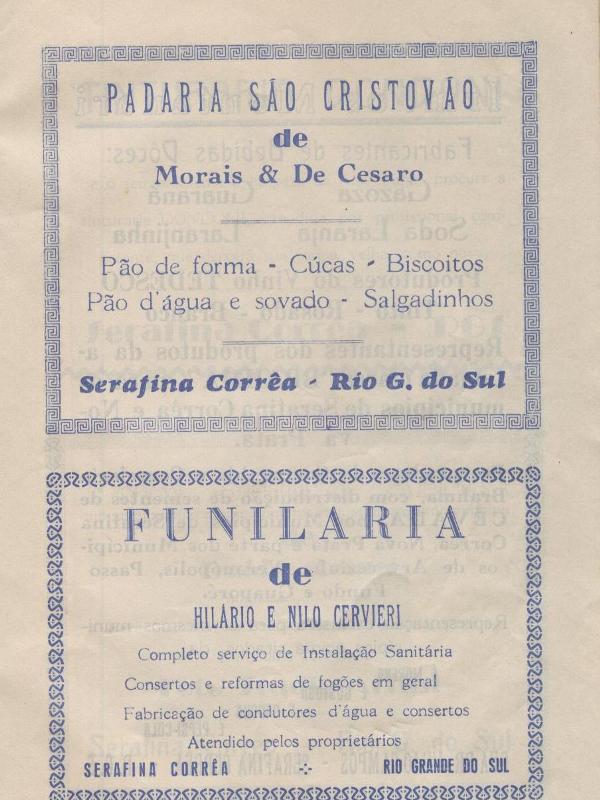 PADARIA SÃO CRISTOVÃO
de
Morais & De Cesaro
Pão de forma - Cúcas - Biscoitos
Pão d'água e sovado - Salgadinhos
Serafina Corrêa - Rio G. do Sul
FUNILARIA
de
HILÁRIO E NILO CERVIERI
Completo serviço de Instalação Sanitária
Consertos e reformas de fogões em geral
Fabricação de condutores d'água e consertos
Atendido pelos proprietários
SERAFINA CORRÊA RIO GRANDE DO SUL